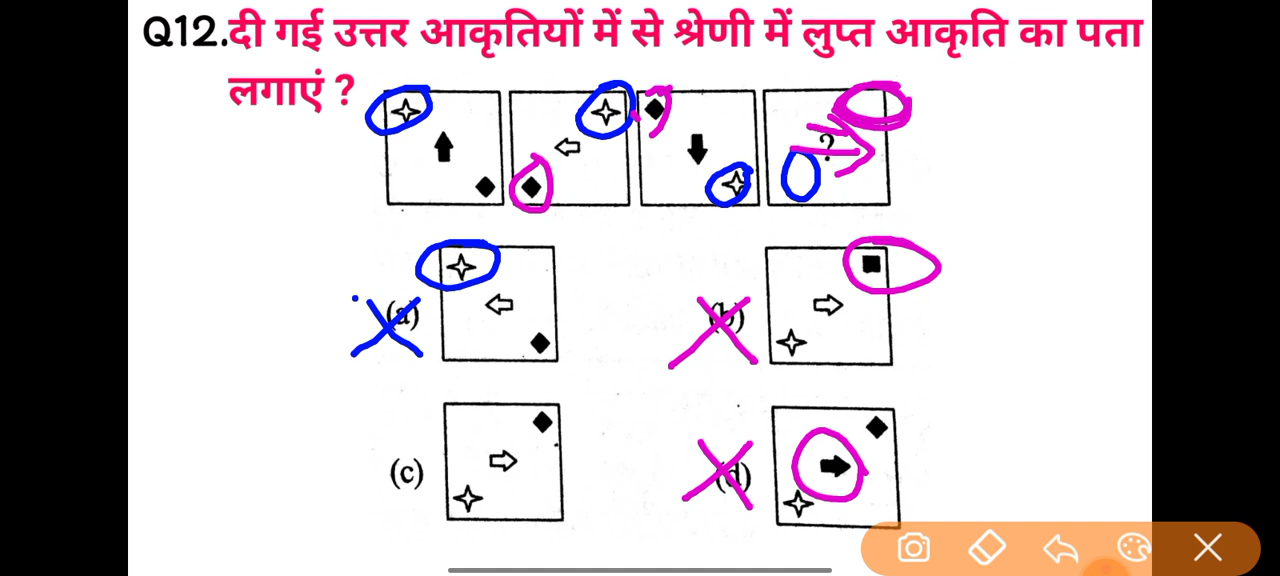 Q12.दी गई उत्तर आकृतियों में से श्रेणी में लुप्त आकृति का पता
लगाएं ?
?
(a)
(b)
(c)
(d)